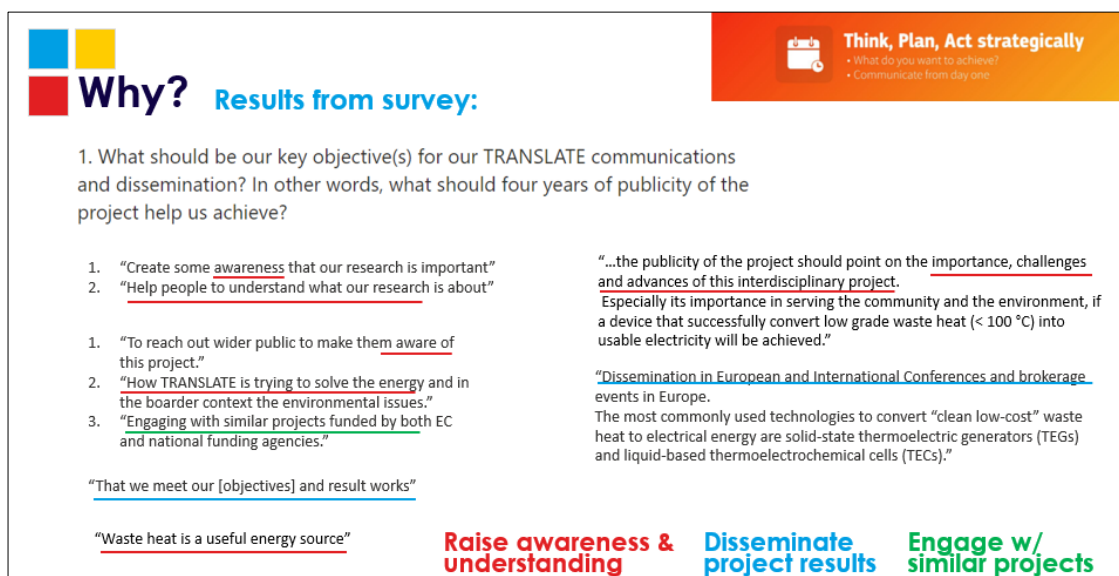 Think, Plan, Act strategically
• What do you want to achieve?
• Communicate from day one
Why? Results from survey:
1. What should be our key objective(s) for our TRANSLATE communications
and dissemination? In other words, what should four years of publicity of the
project help us achieve?
1. “Create some awareness that our research is important”
2. “Help people to understand what our research is about”
1. “To reach out wider public to make them aware of
this project.”
2. “How TRANSLATE is trying to solve the energy and in
the boarder context the environmental issues.”
3. “Engaging with similar projects funded by both EC
and national funding agencies.”
“That we meet our [objectives] and result works”
“Waste heat is a useful energy source”
“...the publicity of the project should point on the importance, challenges
and advances of this interdisciplinary project.
Especially its importance in serving the community and the environment, if
a device that successfully convert low grade waste heat (< 100 °C) into
usable electricity will be achieved.”
“Dissemination in European and International Conferences and brokerage
events in Europe.
The most commonly used technologies to convert “clean low-cost” waste
heat to electrical energy are solid-state thermoelectric generators (TEGs)
and liquid-based thermoelectrochemical cells (TECs).”
Raise awareness &
understanding
Disseminate
project results
Engage w/
similar projects